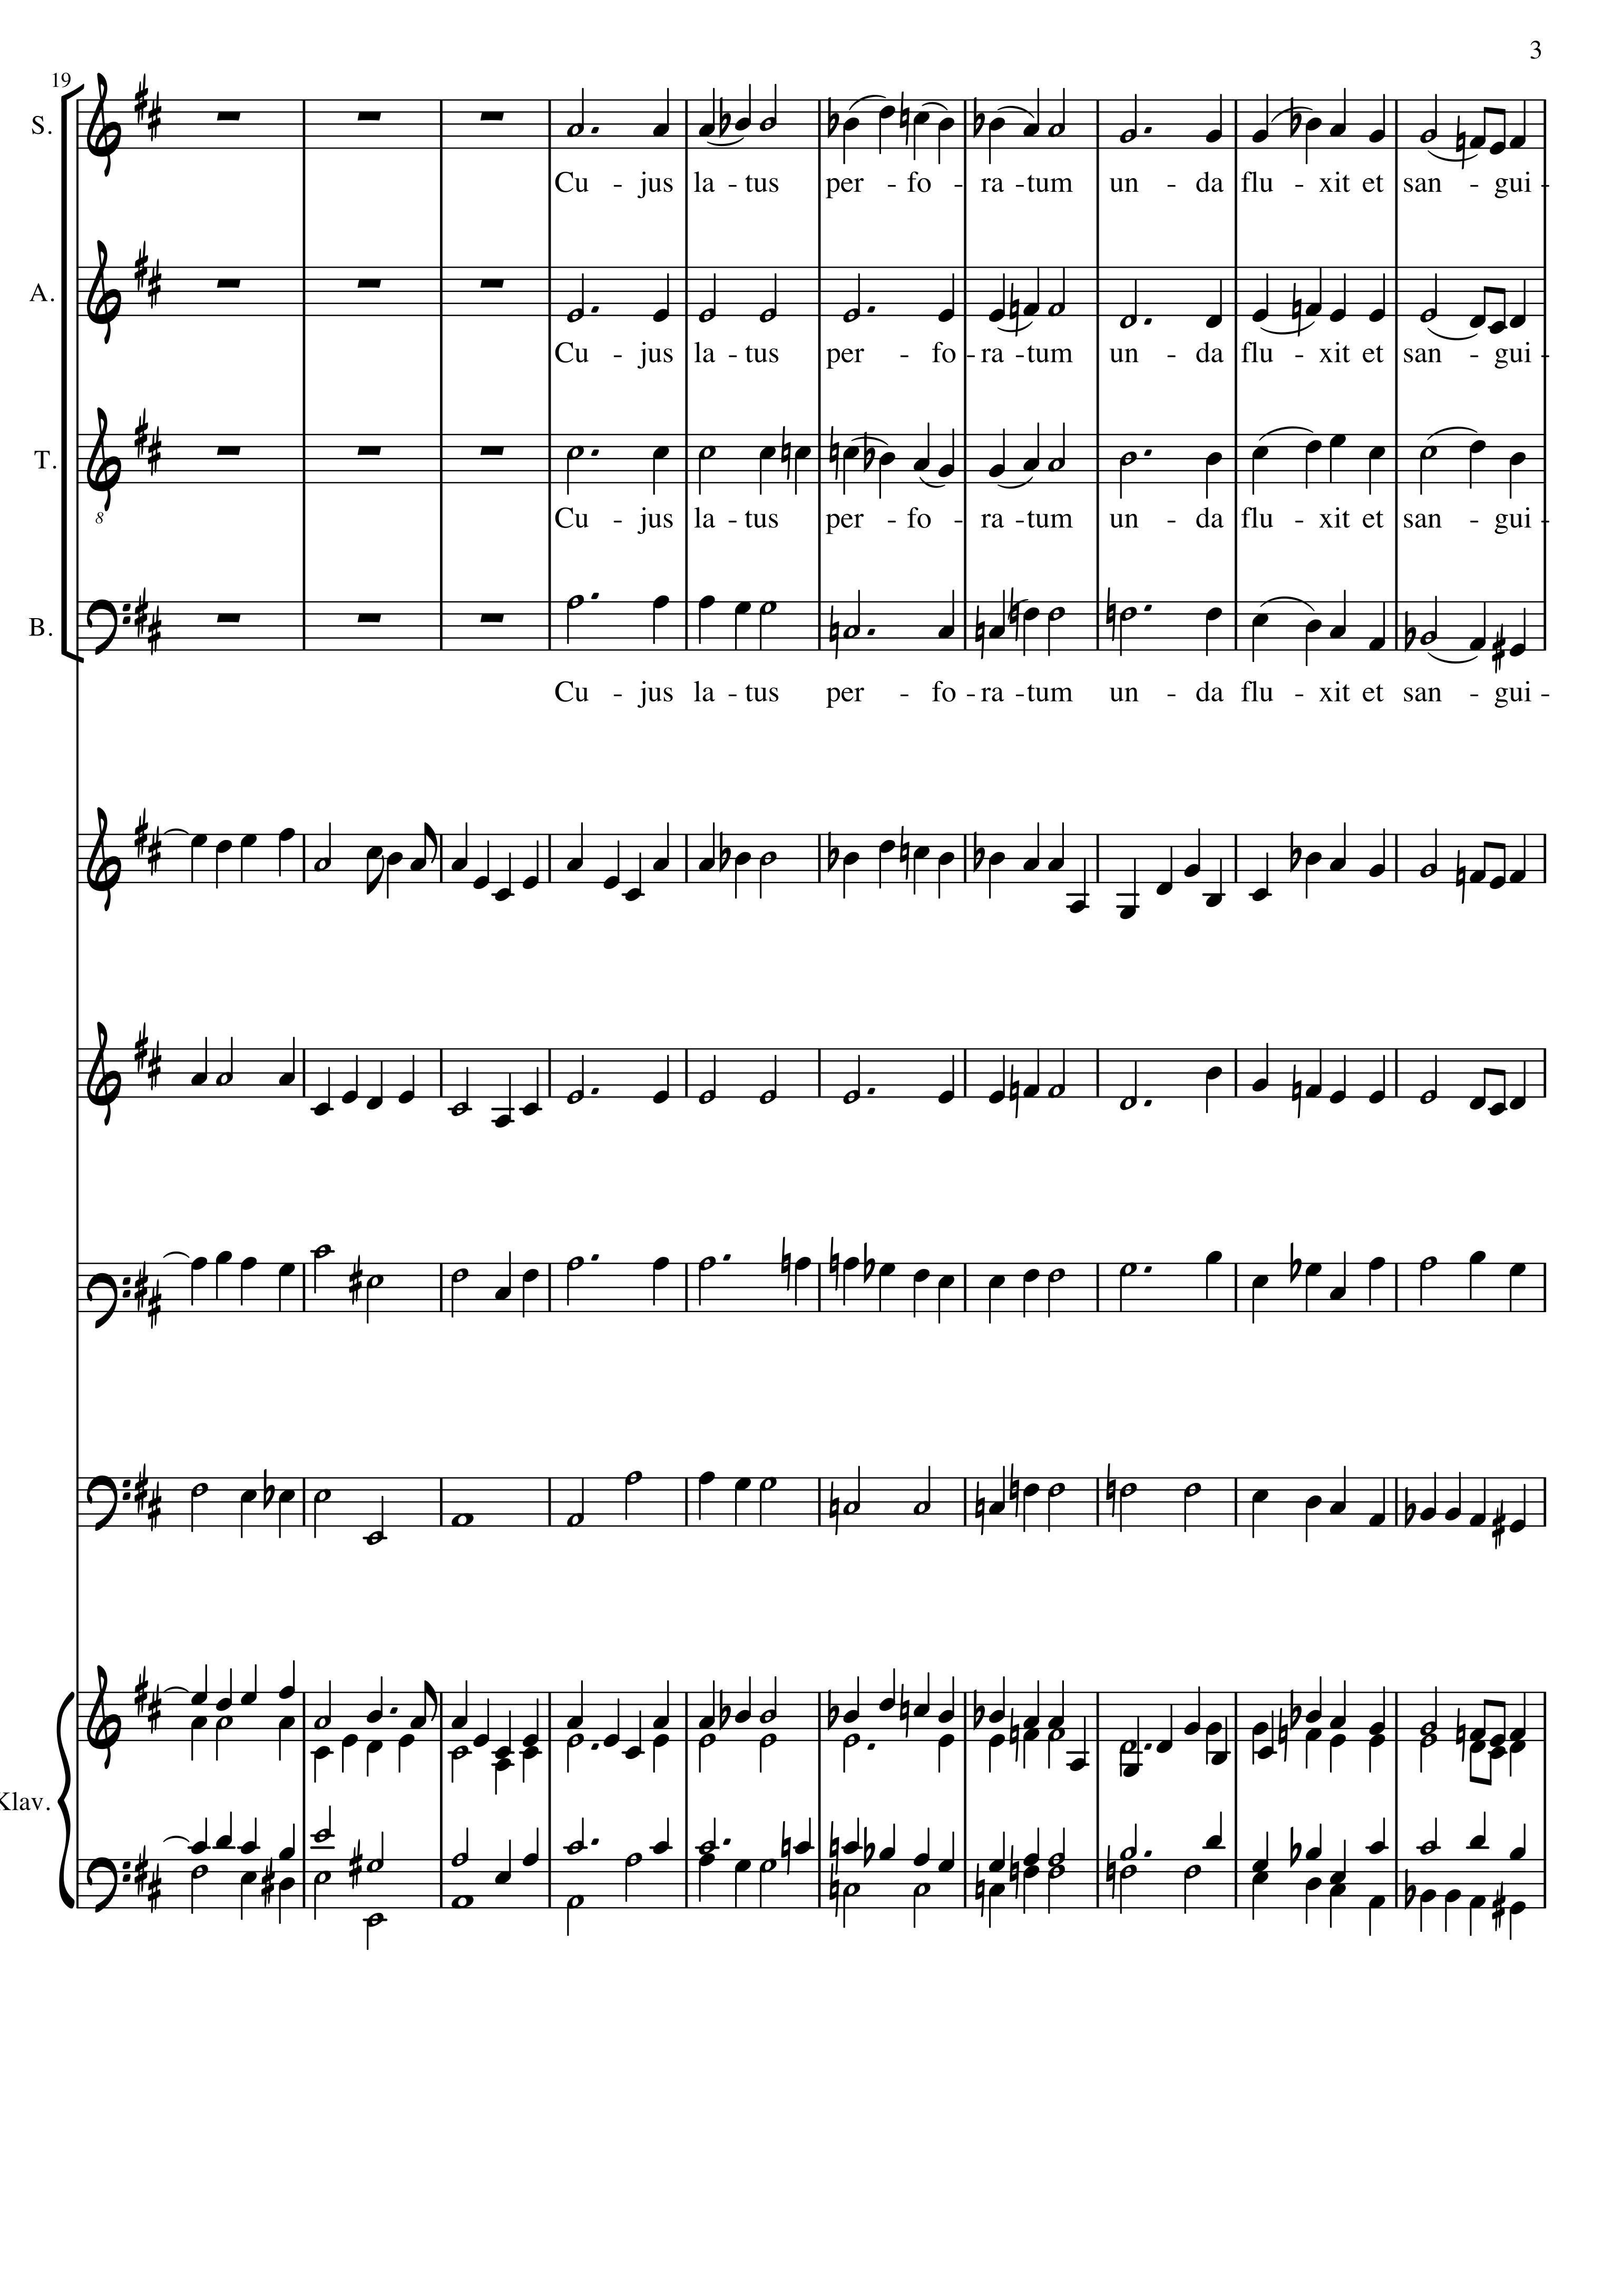 3
19
S.
Cu - jus la - tus per - fo - ra - tum un - da flu - xit et san - gui -
A.
Cu - jus la - tus per - fo - ra - tum un - da flu - xit et san - gui -
T.
8
Cu - jus la - tus per - fo - ra - tum un - da flu - xit et san - gui -
B.
Cu - jus la - tus per - fo - ra - tum un - da flu - xit et san - gui -
Klav.